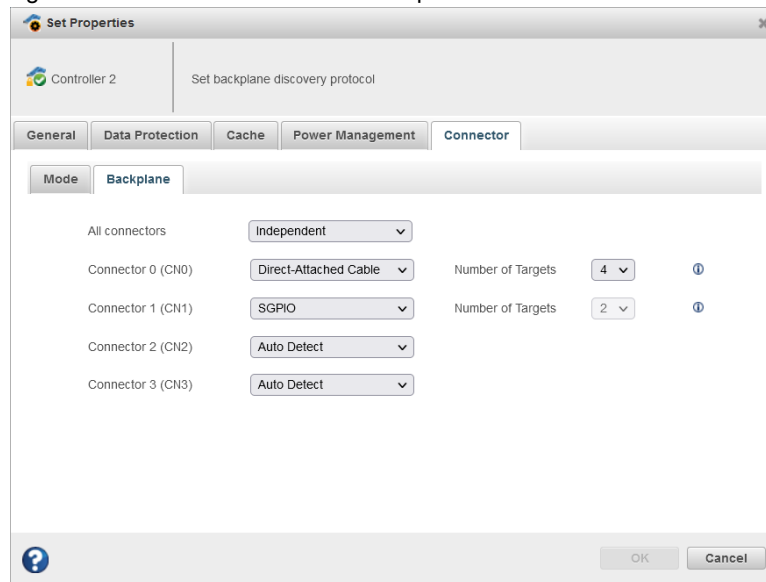 Set Properties
Controller 2 Set backplane discovery protocol
General Data Protection Cache Power Management Connector
Mode Backplane
All connectors Independent
Connector 0 (CN0) Direct-Attached Cable Number of Targets 4
Connector 1 (CN1) SGPIO Number of Targets 2
Connector 2 (CN2) Auto Detect
Connector 3 (CN3) Auto Detect
OK Cancel